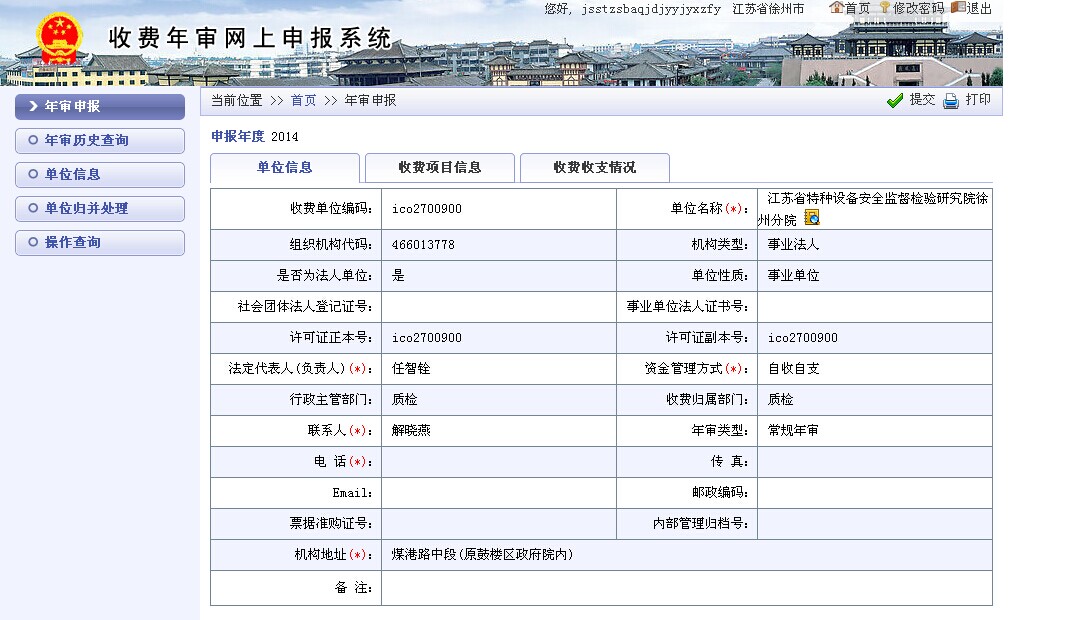 您好, jsstzsbaqjdjyyjyxzfy 江苏省徐州市 首页 修改密码 退出
收费年审网上申报系统
年审申报
年审历史查询
单位信息
单位归并处理
操作查询
当前位置 >> 首页 >> 年审申报 提交 打印
申报年度 2014
单位信息 收费项目信息 收费收支情况
收费单位编码: ico2700900 单位名称(*): 江苏省特种设备安全监督检验研究院徐
州分院
组织机构代码: 466013778 机构类型: 事业法人
是否为法人单位: 是 单位性质: 事业单位
社会团体法人登记证号: 事业单位法人证书号:
许可证正本号: ico2700900 许可证副本号: ico2700900
法定代表人(负责人)(*): 任智铨 资金管理方式(*): 自收自支
行政主管部门: 质检 收费归属部门: 质检
联系人(*): 解晓燕 年审类型: 常规年审
电 话(*): 传 真:
Email: 邮政编码:
票据准购证号: 内部管理归档号:
机构地址(*): 煤港路中段(原鼓楼区政府院内)
备 注: